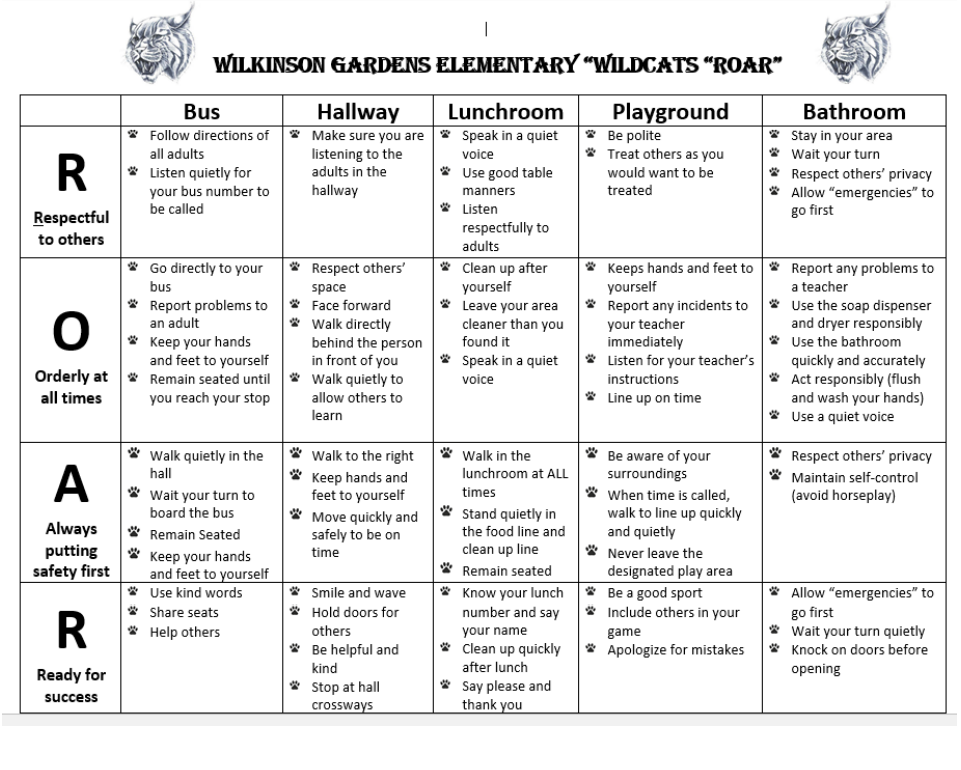 WILKINSON GARDENS ELEMENTARY “WILDCATS “ROAR”
Bus
Hallway
Lunchroom
Playground
Bathroom
R
Respectful
to others
Follow directions of
all adults
Listen quietly for
your bus number to
be called
Make sure you are
listening to the
adults in the
hallway
Speak in a quiet
voice
Use good table
manners
Listen
respectfully to
adults
Be polite
Treat others as you
would want to be
treated
Stay in your area
Wait your turn
Respect others’ privacy
Allow “emergencies” to
go first
O
Orderly at
all times
Go directly to your
bus
Report problems to
an adult
Keep your hands
and feet to yourself
Remain seated until
you reach your stop
Respect others’
space
Face forward
Walk directly
behind the person
in front of you
Walk quietly to
allow others to
learn
Clean up after
yourself
Leave your area
cleaner than you
found it
Speak in a quiet
voice
Keeps hands and feet to
yourself
Report any incidents to
your teacher
immediately
Listen for your teacher’s
instructions
Line up on time
Report any problems to
a teacher
Use the soap dispenser
and dryer responsibly
Use the bathroom
quickly and accurately
Act responsibly (flush
and wash your hands)
Use a quiet voice
A
Always
putting
safety first
Walk quietly in the
hall
Wait your turn to
board the bus
Remain Seated
Keep your hands
and feet to yourself
Walk to the right
Keep hands and
feet to yourself
Move quickly and
safely to be on
time
Walk in the
lunchroom at ALL
times
Stand quietly in
the food line and
clean up line
Remain seated
Be aware of your
surroundings
When time is called,
walk to line up quickly
and quietly
Never leave the
designated play area
Respect others’ privacy
Maintain self-control
(avoid horseplay)
R
Ready for
success
Use kind words
Share seats
Help others
Smile and wave
Hold doors for
others
Be helpful and
kind
Stop at hall
crossways
Know your lunch
number and say
your name
Clean up quickly
after lunch
Say please and
thank you
Be a good sport
Include others in your
game
Apologize for mistakes
Allow “emergencies” to
go first
Wait your turn quietly
Knock on doors before
opening